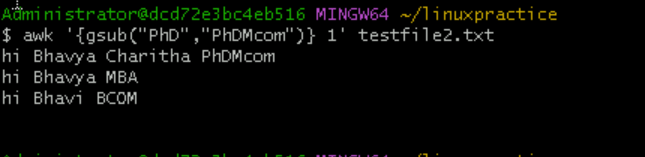 Administrator@dcd72e3bc4eb516 MINGW64 ~/linuxpractice
$ awk '{gsub("PhD","PhDMcom")} 1' testfile2.txt
hi Bhavya Charitha PhDMcom
hi Bhavya MBA
hi Bhavi BCOM